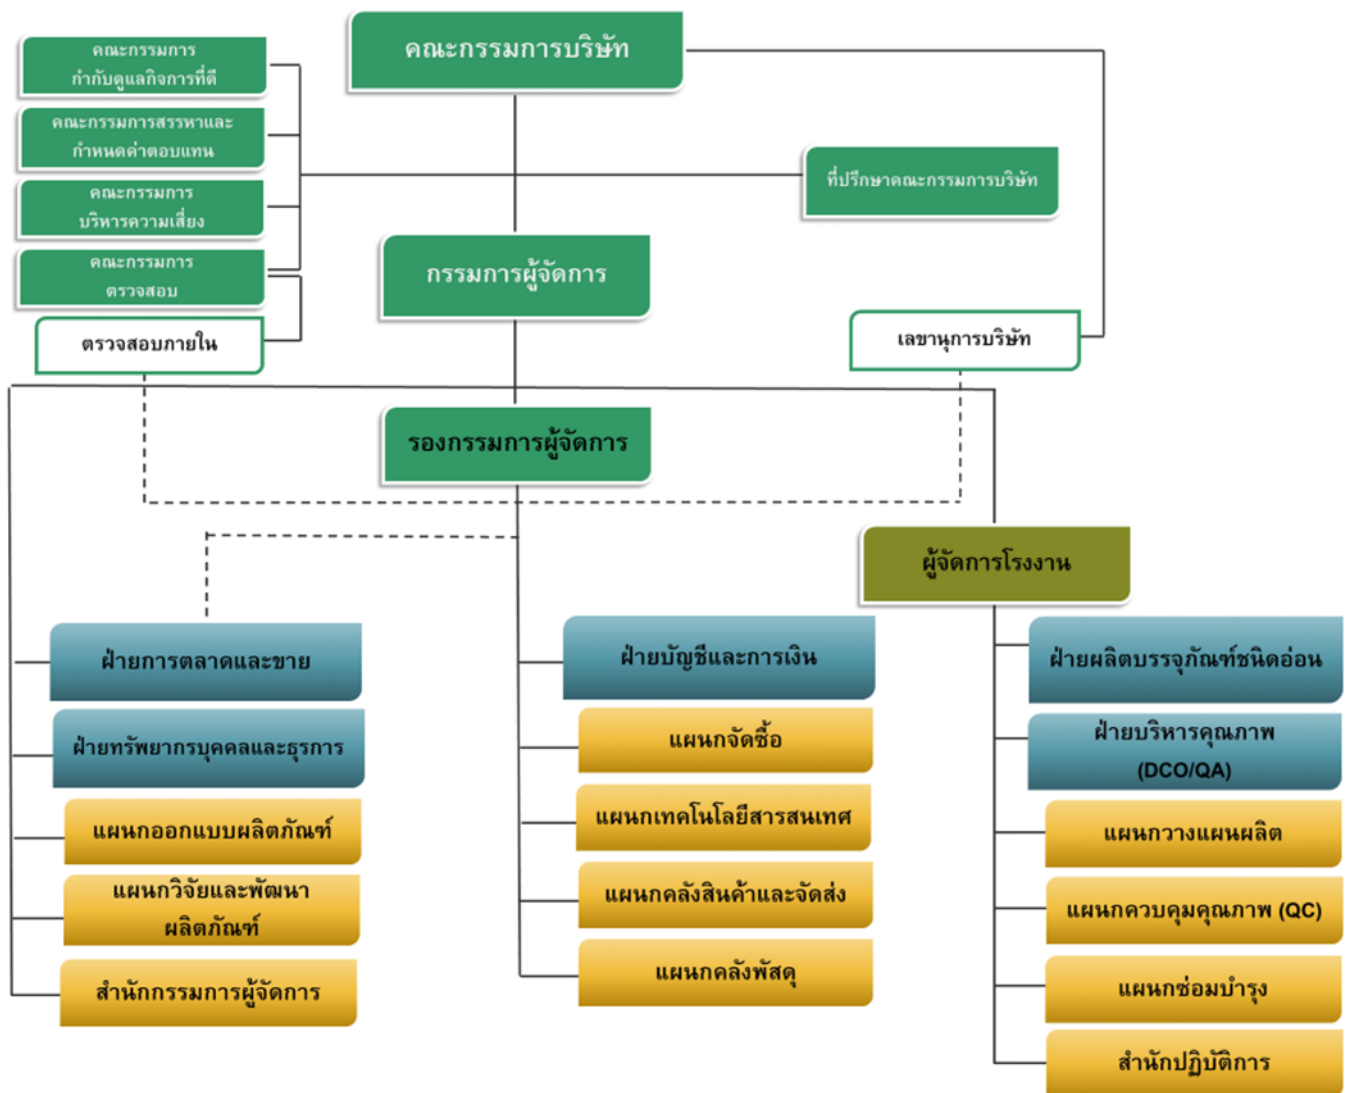 คณะกรรมการบริษัท
คณะกรรมการ
กำกับดูแลกิจการที่ดี
คณะกรรมการสรรหาและ
กำหนดค่าตอบแทน
ที่ปรึกษาคณะกรรมการบริษัท
คณะกรรมการ
บริหารความเสี่ยง
คณะกรรมการ
ตรวจสอบ
กรรมการผู้จัดการ
ตรวจสอบภายใน
เลขานุการบริษัท
รองกรรมการผู้จัดการ
ผู้จัดการโรงงาน
ฝ่ายการตลาดและขาย
ฝ่ายทรัพยากรบุคคลและธุรการ
แผนกออกแบบผลิตภัณฑ์
แผนกวิจัยและพัฒนา
ผลิตภัณฑ์
สำนักกรรมการผู้จัดการ
ฝ่ายบัญชีและการเงิน
แผนกจัดซื้อ
แผนกเทคโนโลยีสารสนเทศ
แผนกคลังสินค้าและจัดส่ง
แผนกคลังพัสดุ
ฝ่ายผลิตบรรจุภัณฑ์ชนิดอ่อน
ฝ่ายบริหารคุณภาพ
(DCO/QA)
แผนกวางแผนผลิต
แผนกควบคุมคุณภาพ (QC)
แผนกซ่อมบำรุง
สำนักปฏิบัติการ